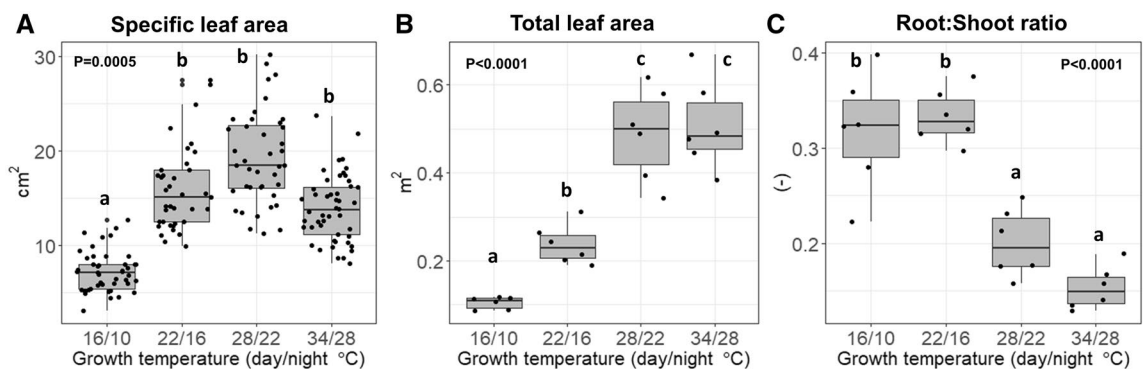 A Specific leaf area
P=0.0005
cm²
30
20
10
a
b
b
b
16/10 22/16 28/22 34/28
Growth temperature (day/night °C)
B Total leaf area
P<0.0001
m²
0.6
0.4
0.2
a
b
c
c
16/10 22/16 28/22 34/28
Growth temperature (day/night °C)
C Root:Shoot ratio
P<0.0001
(-)
0.4
0.3
0.2
b
b
a
a
16/10 22/16 28/22 34/28
Growth temperature (day/night °C)